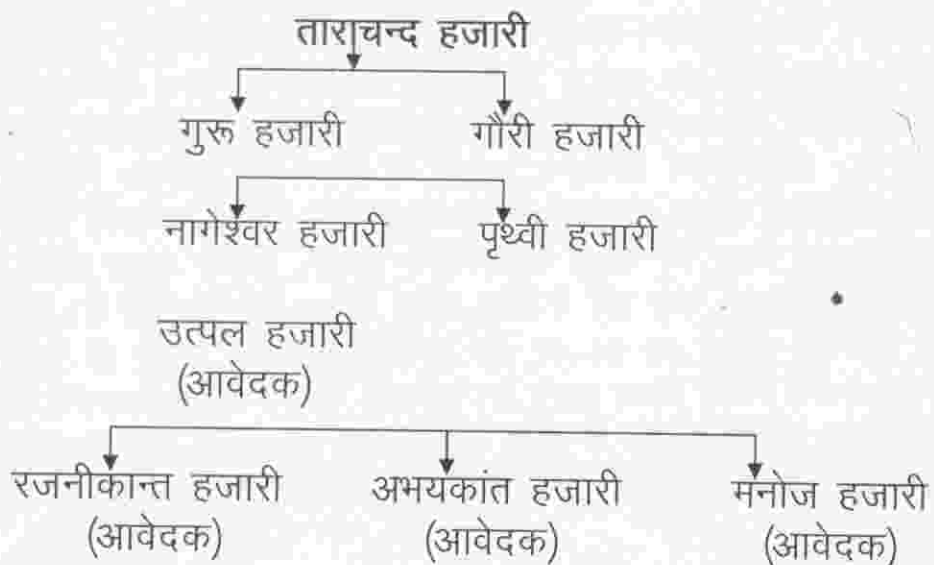 ताराचन्द हजारी
गुरू हजारी गौरी हजारी
नागेश्वर हजारी पृथ्वी हजारी
उत्पल हजारी
(आवेदक)
रजनीकान्त हजारी अभयकांत हजारी मनोज हजारी
(आवेदक) (आवेदक) (आवेदक)